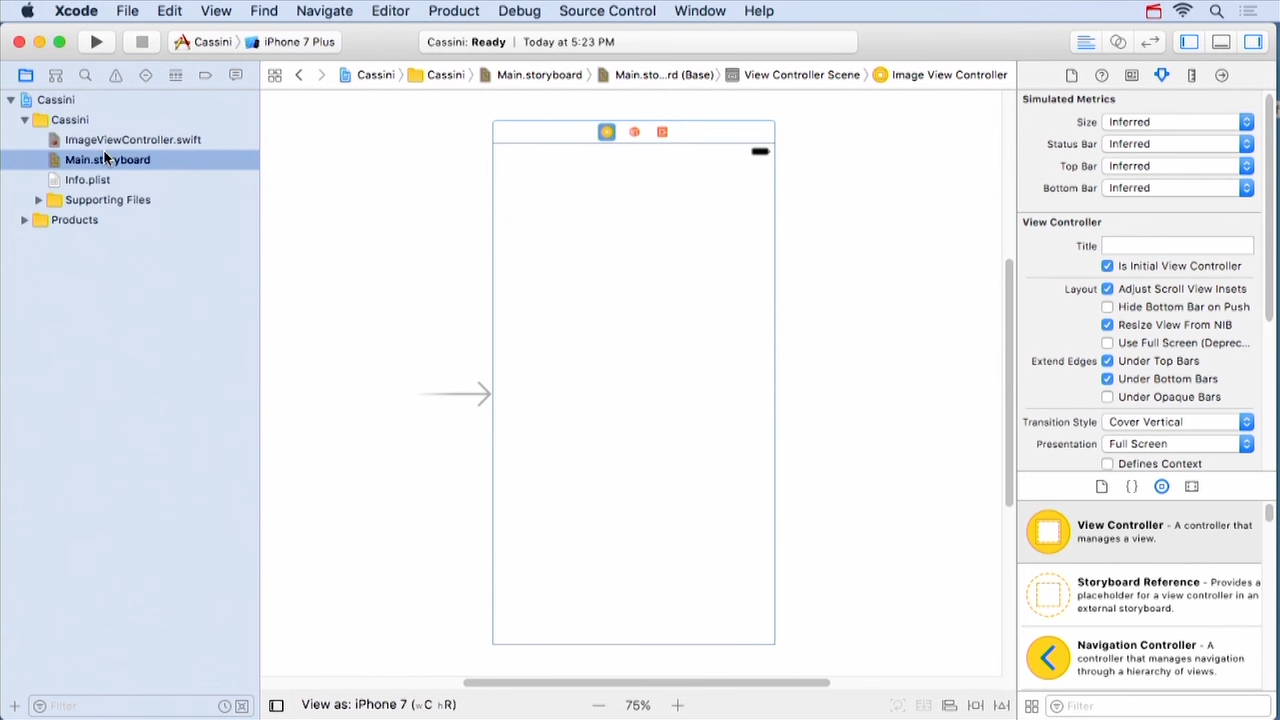 Xcode File Edit View Find Navigate Editor Product Debug Source Control Window Help
Cassini iPhone 7 Plus Cassini: Ready | Today at 5:23 PM
Cassini Cassini Main.storyboard Main.sto...rd (Base) View Controller Scene Image View Controller
Cassini
Cassini
ImageViewController.swift
Main.storyboard
Info.plist
Supporting Files
Products
Simulated Metrics
Size Inferred
Status Bar Inferred
Top Bar Inferred
Bottom Bar Inferred
View Controller
Title
Is Initial View Controller
Layout Adjust Scroll View Insets
Hide Bottom Bar on Push
Resize View From NIB
Use Full Screen (Deprec...
Extend Edges Under Top Bars
Under Bottom Bars
Under Opaque Bars
Transition Style Cover Vertical
Presentation Full Screen
Defines Context
View Controller - A controller that
manages a view.
Storyboard Reference - Provides a
placeholder for a view controller in an
external storyboard.
Navigation Controller - A
controller that manages navigation
through a hierarchy of views.
Filter
View as: iPhone 7 (wC hR) 75%
Filter